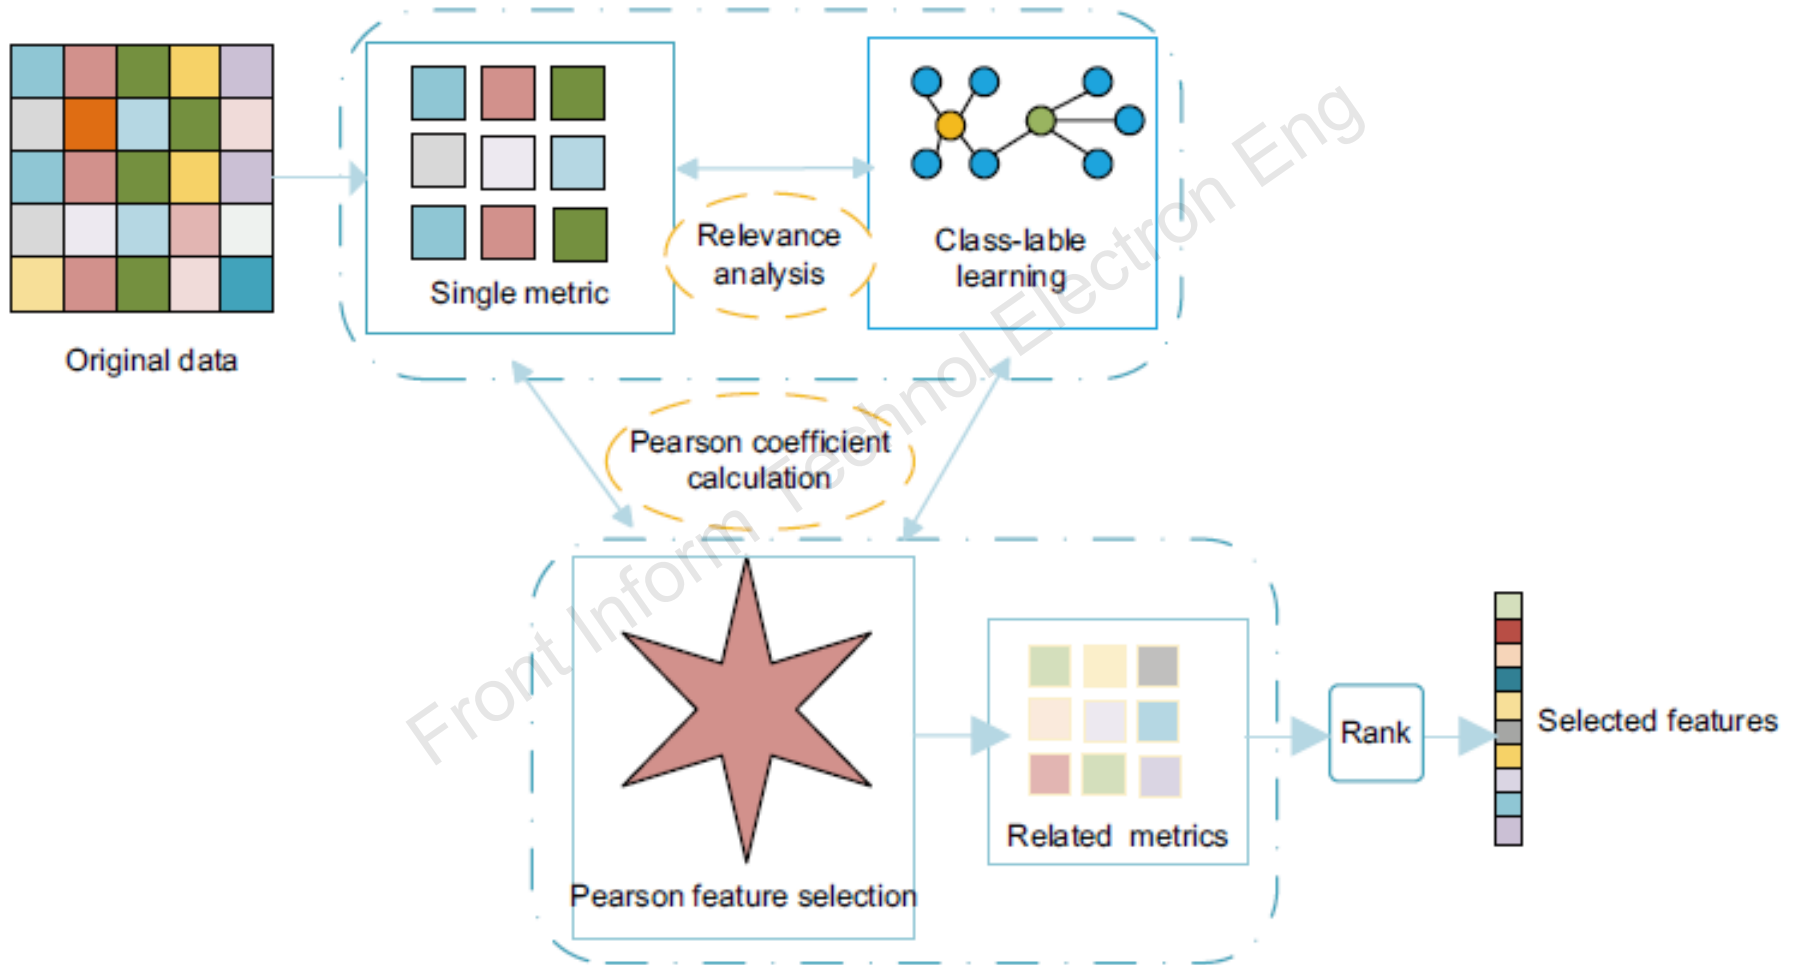 Original data
Single metric
Relevance
analysis
Class-lable
learning
Pearson coefficient
calculation
Pearson feature selection
Related metrics
Rank
Selected features
Front Inform Technol Electron Eng